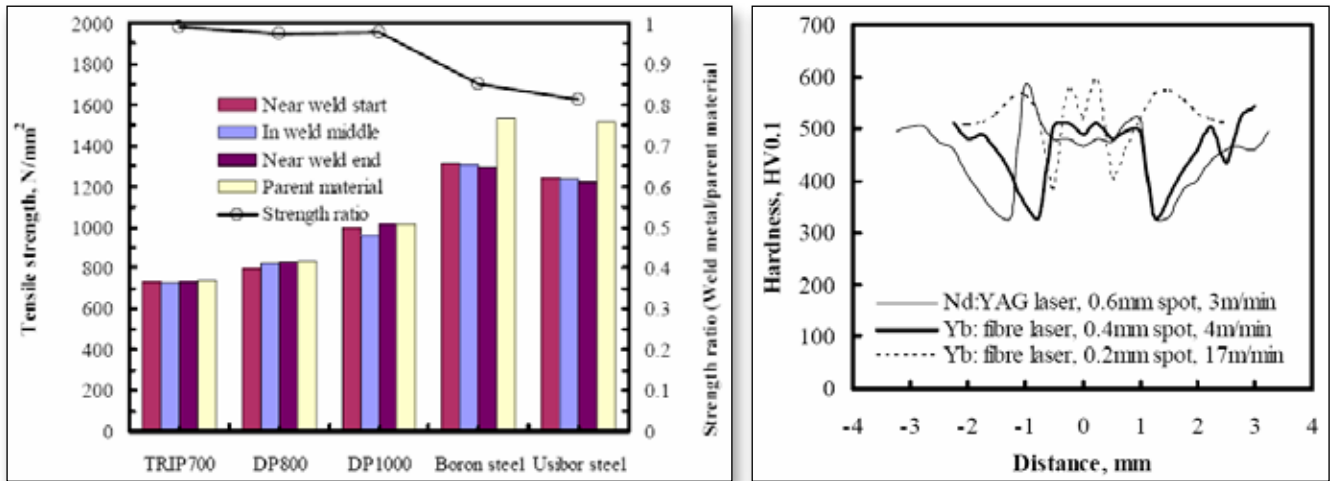 2000
1800
1600
1400
1200
1000
800
600
400
200
0
Tensile strength, N/mm²
Near weld start
In weld middle
Near weld end
Parent material
Strength ratio
1
0.9
0.8
0.7
0.6
0.5
0.4
0.3
0.2
0.1
0
Strength ratio (Weld metal/parent material
TRIP700 DP800 DP1000 Boron steel Usibor steel
700
600
500
400
300
200
100
0
Hardness, HV0.1
Nd:YAG laser, 0.6mm spot, 3m/min
Yb: fibre laser, 0.4mm spot, 4m/min
Yb: fibre laser, 0.2mm spot, 17m/min
-4 -3 -2 -1 0 1 2 3 4
Distance, mm